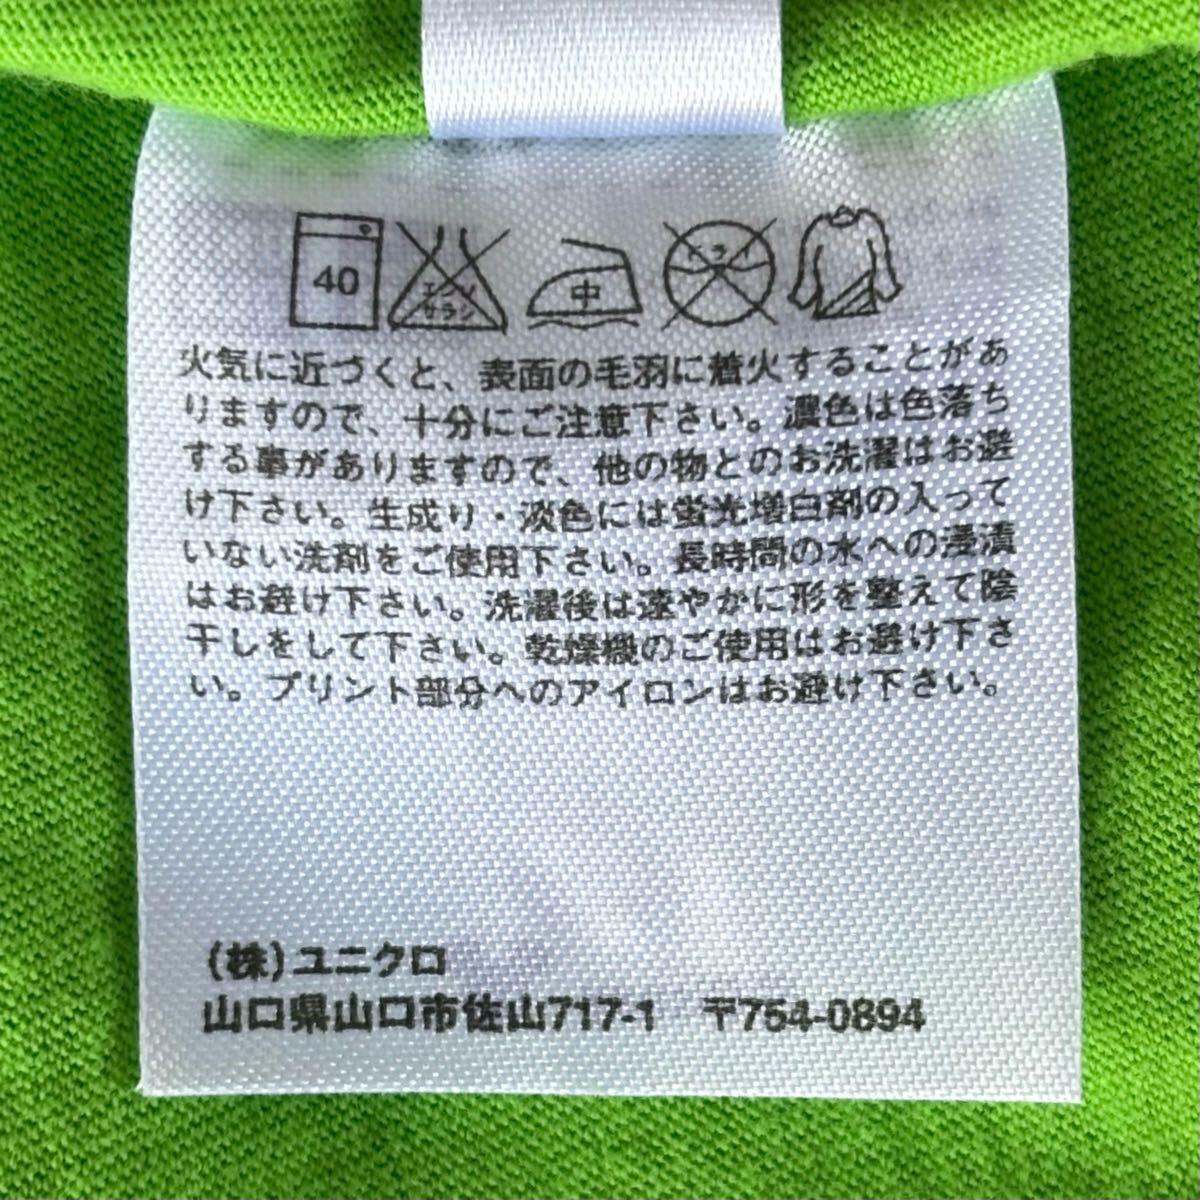 40
エンソ
サラシ
中
ドライ
火気に近づくと、表面の毛羽に着火することがあ
りますので、十分にご注意下さい。濃色は色落ち
する事がありますので、他の物とのお洗濯はお避
け下さい。生成り・淡色には蛍光増白剤の入って
いない洗剤をご使用下さい。長時間の水への浸漬
はお避け下さい。洗濯後は速やかに形を整えて陰
干しをして下さい。乾燥機のご使用はお避け下さ
い。プリント部分へのアイロンはお避け下さい。
(株)ユニクロ
山口県山口市佐山717-1 〒754-0894